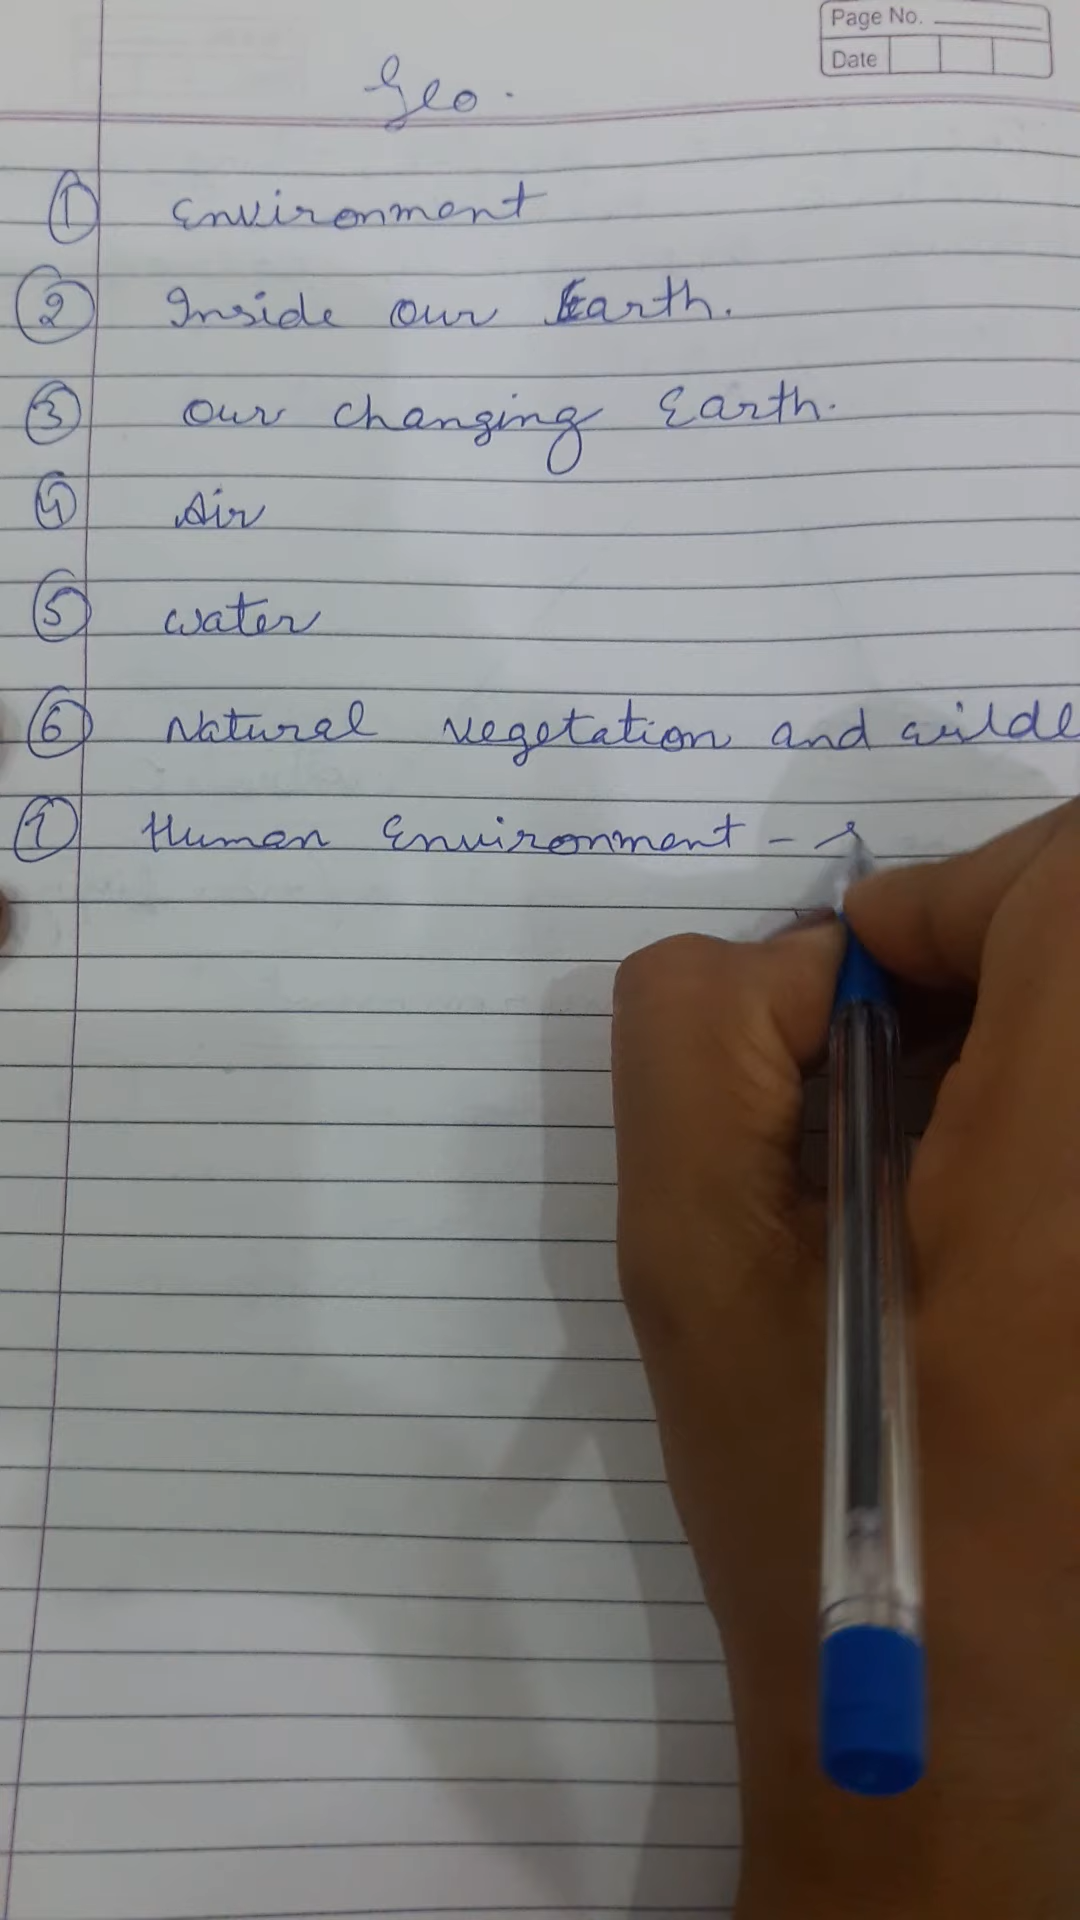 Page No.
Date
Geo.
1 Environment
2 Inside our Earth.
3 Our changing Earth.
4 Air
5 water
6 Natural vegetation and wilde
7 Human Environment - s